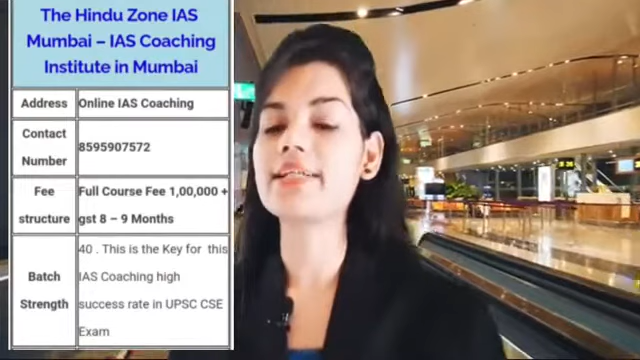 The Hindu Zone IAS
Mumbai – IAS Coaching
Institute in Mumbai
Address Online IAS Coaching
Contact Number 8595907572
Fee structure Full Course Fee 1,00,000 +
gst 8 – 9 Months
Batch Strength 40 . This is the Key for this
IAS Coaching high
success rate in UPSC CSE
Exam